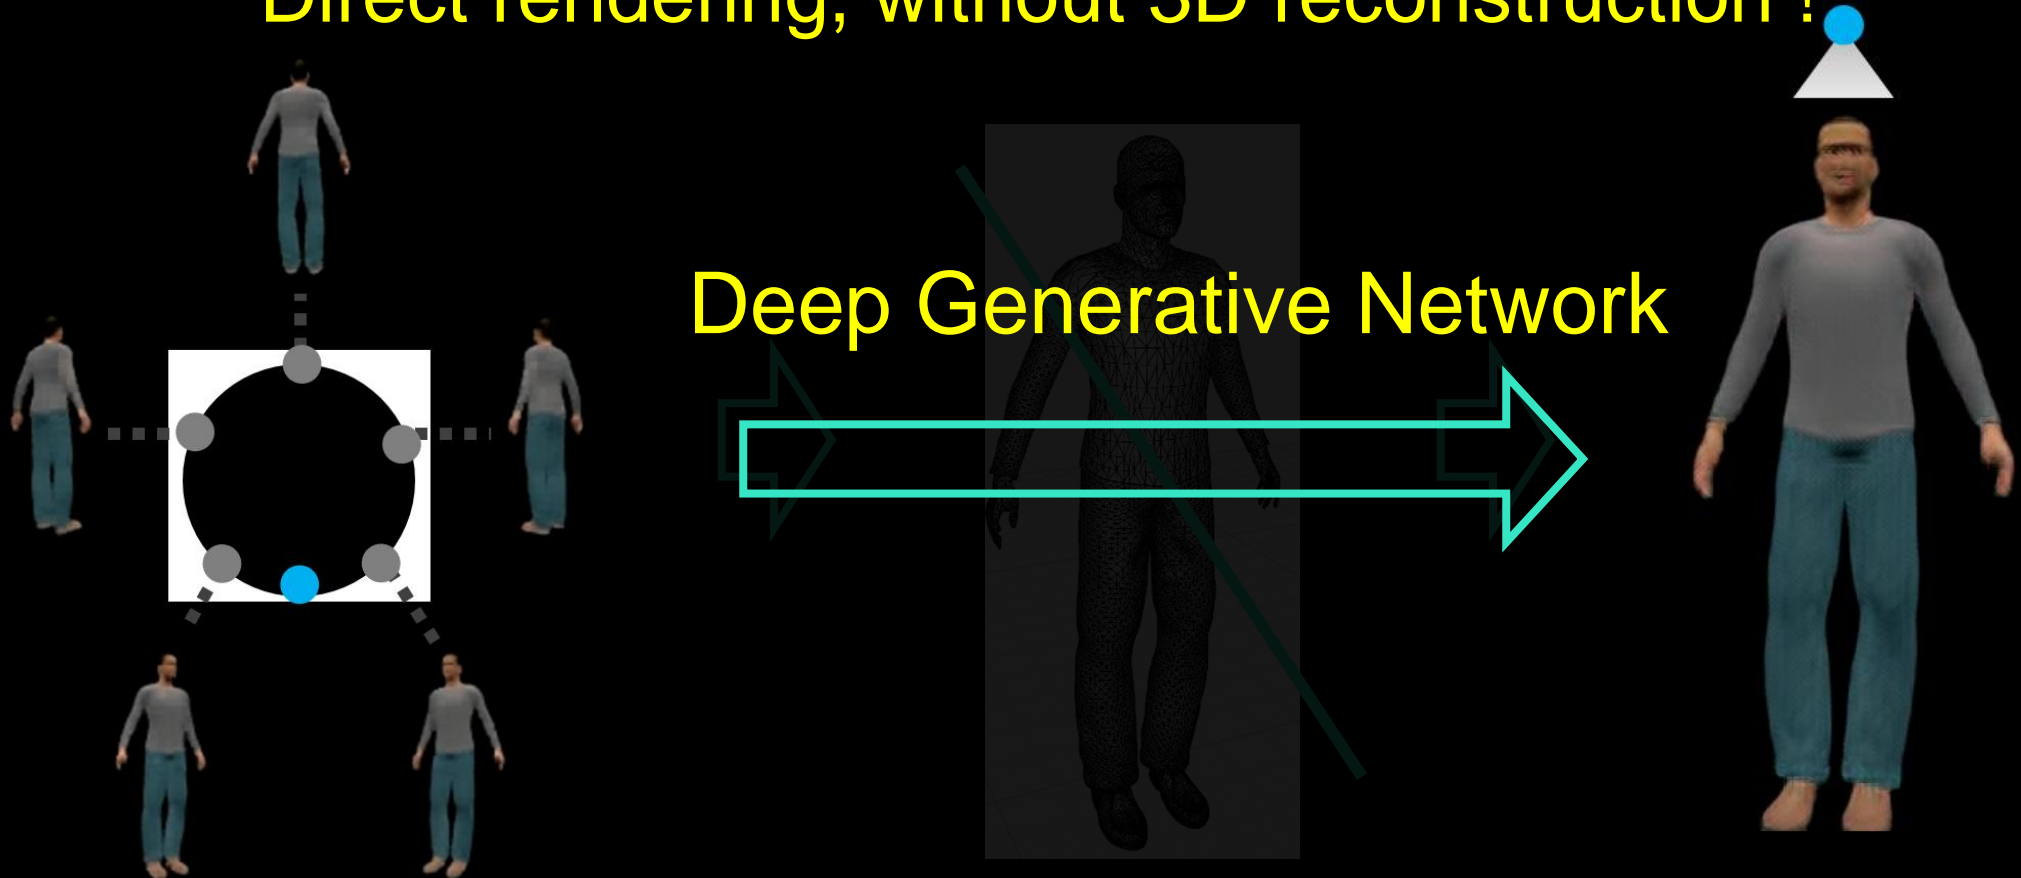 Direct rendering, without 3D reconstruction !
Deep Generative Network